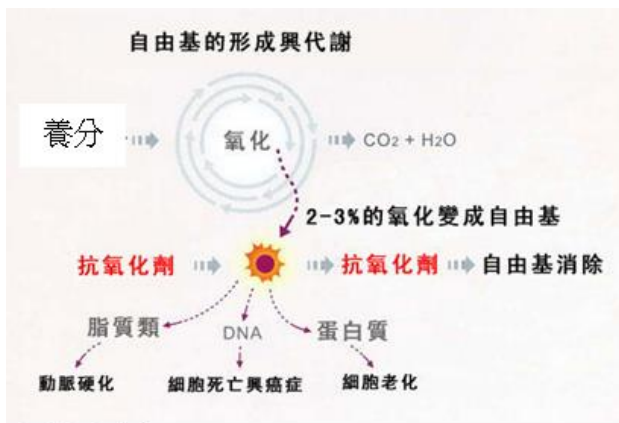 自由基的形成興代謝
養分 氧化 CO2 + H2O
2-3%的氧化變成自由基
抗氧化劑 抗氧化劑 自由基消除
脂質類 DNA 蛋白質
動脈硬化 細胞死亡興癌症 細胞老化